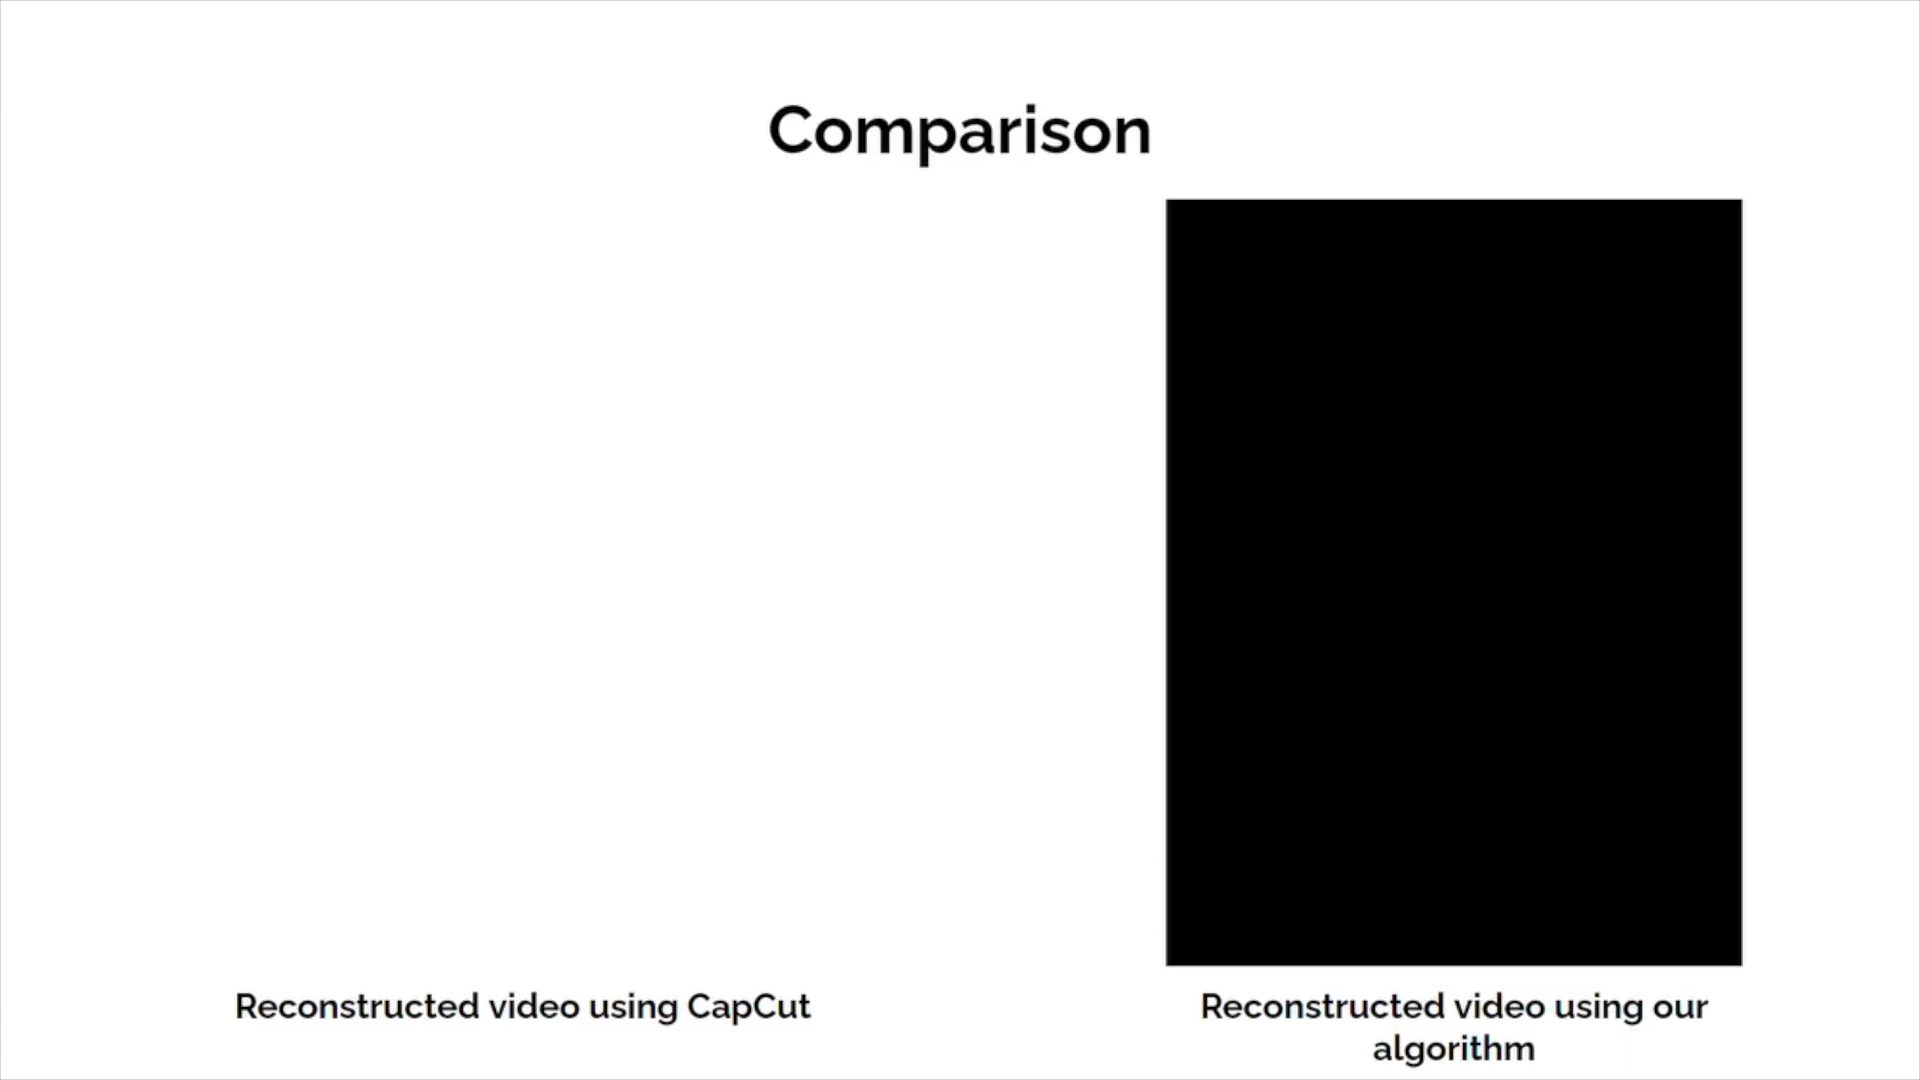 Comparison
Reconstructed video using CapCut
Reconstructed video using our
algorithm